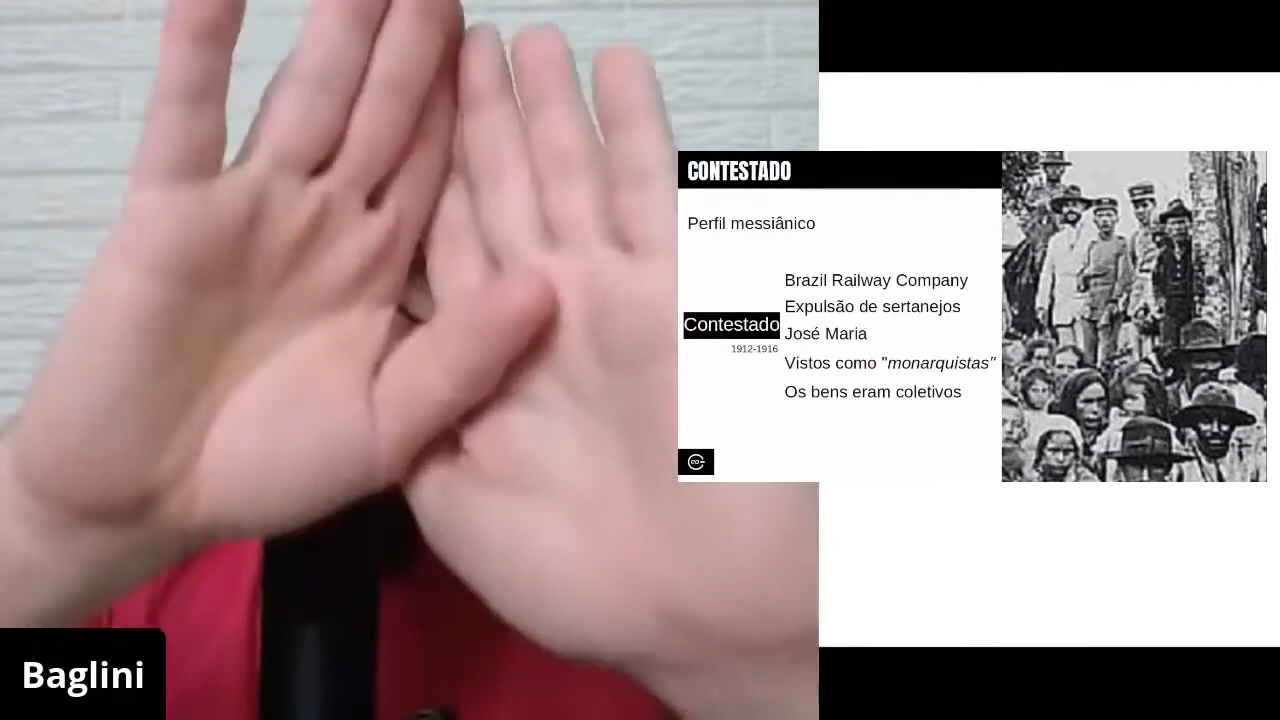 CONTESTADO
Perfil messiânico
Brazil Railway Company
Expulsão de sertanejos
Contestado
José Maria
1912-1916
Vistos como "monarquistas"
Os bens eram coletivos
Baglini